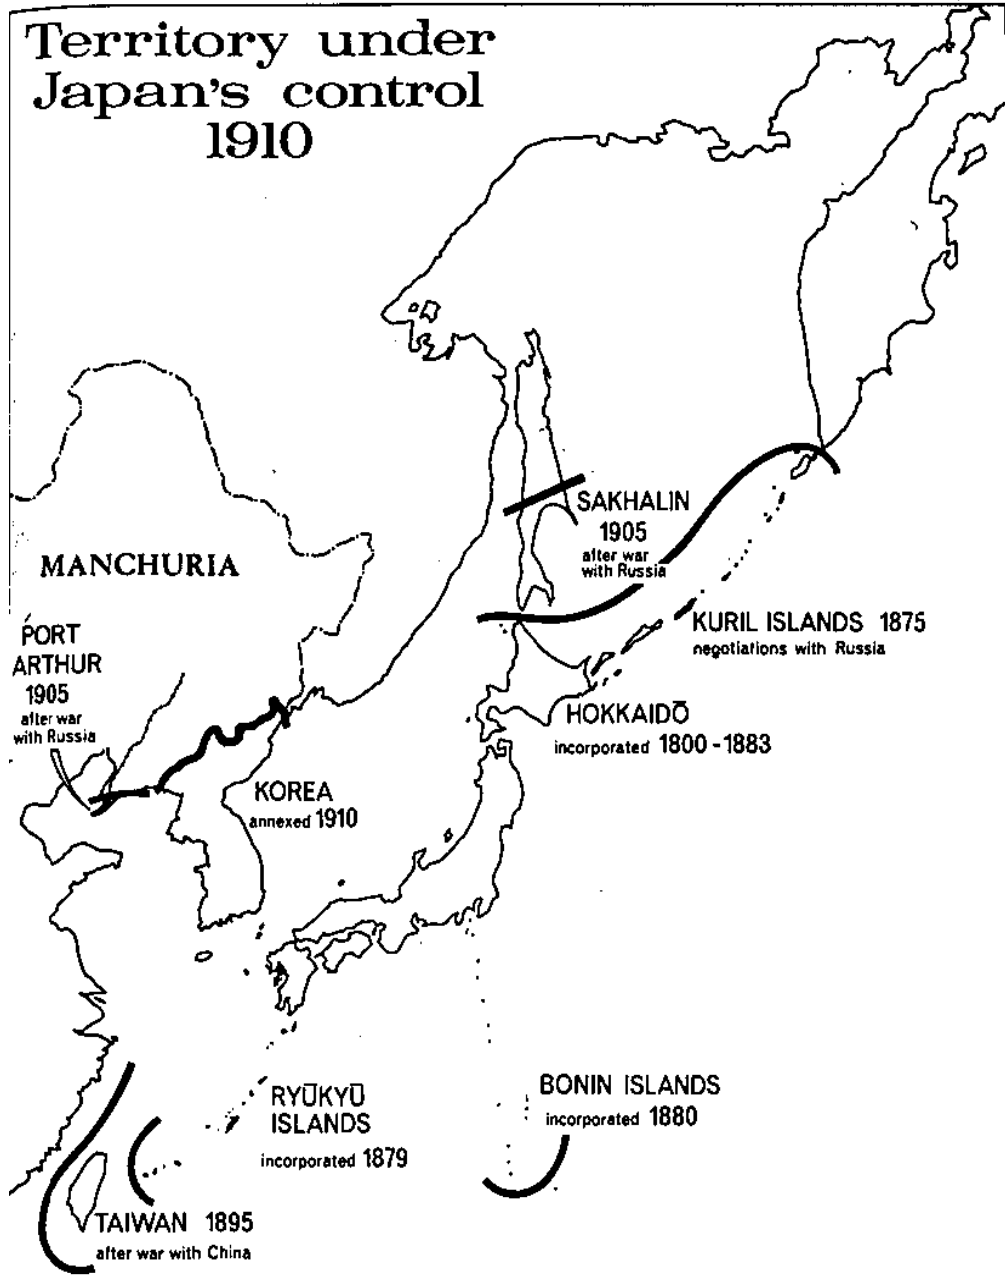 Territory under
Japan's control
1910
SAKHALIN
1905
after war
with Russia
MANCHURIA
PORT
ARTHUR
1905
after war
with Russia
KURIL ISLANDS 1875
negotiations with Russia
HOKKAIDŌ
incorporated 1800-1883
KOREA
annexed 1910
RYŪKYŪ
ISLANDS
incorporated 1879
BONIN ISLANDS
incorporated 1880
TAIWAN 1895
after war with China